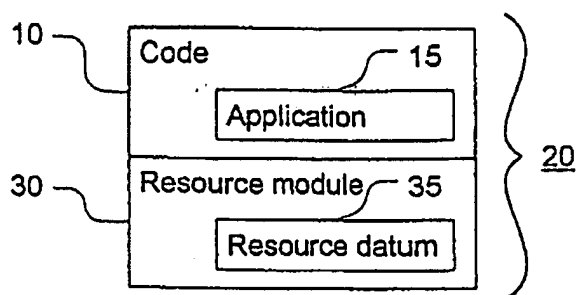 10 Code 15
Application
20
30 Resource module 35
Resource datum